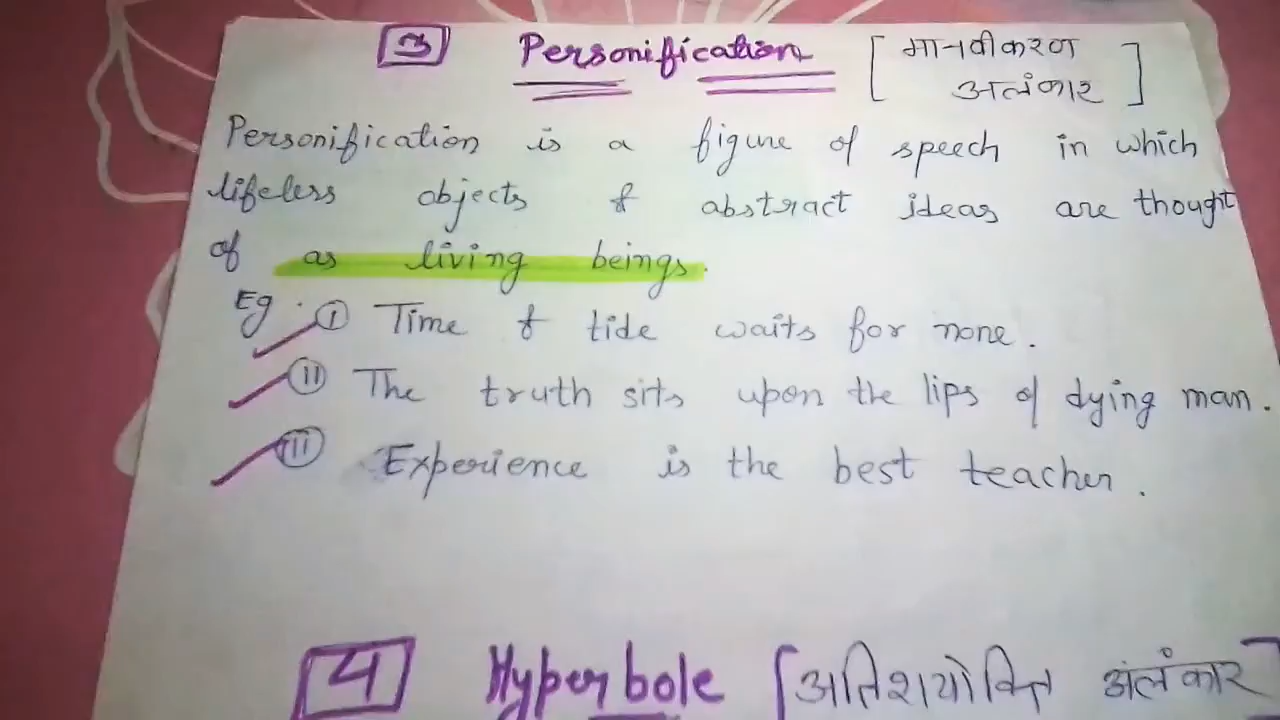 3 Personification [मानवीकरण
अलंकार]
Personification is a figure of speech in which
lifeless objects & abstract ideas are thought
of as living beings.
Eg. (I) Time & tide waits for none.
(II) The truth sits upon the lips of dying man.
(III) Experience is the best teacher.
4 Hyperbole [अतिशयोक्ति अलंकार]